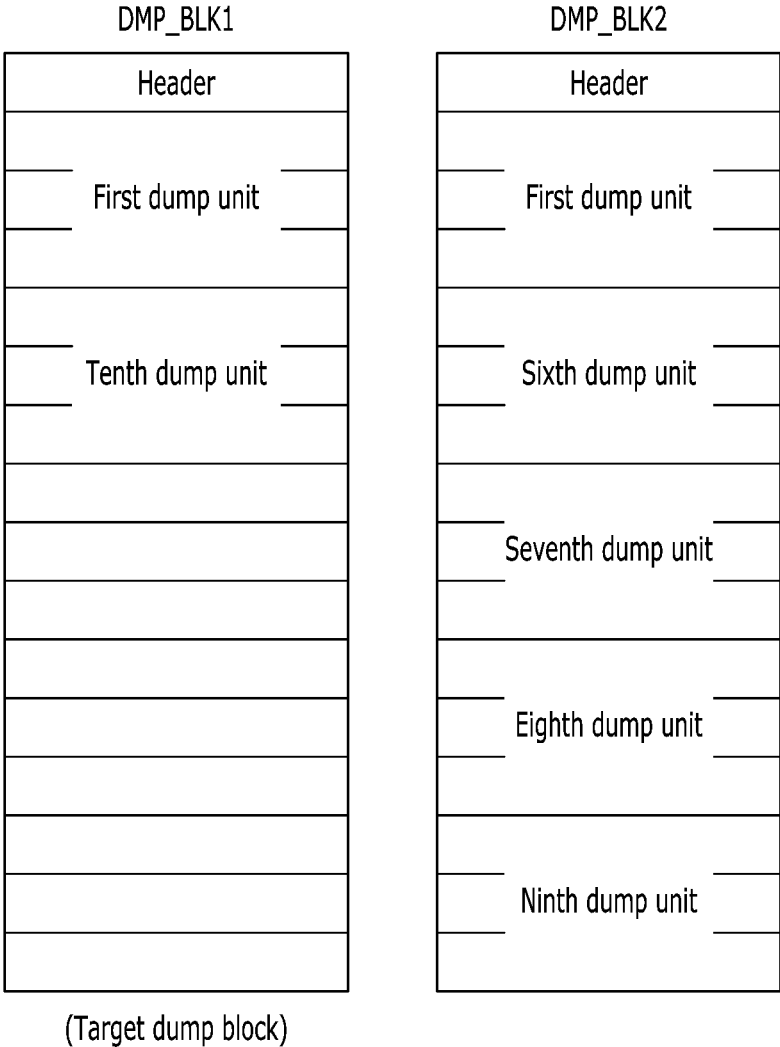 DMP_BLK1
Header
First dump unit
Tenth dump unit
(Target dump block)
DMP_BLK2
Header
First dump unit
Sixth dump unit
Seventh dump unit
Eighth dump unit
Ninth dump unit